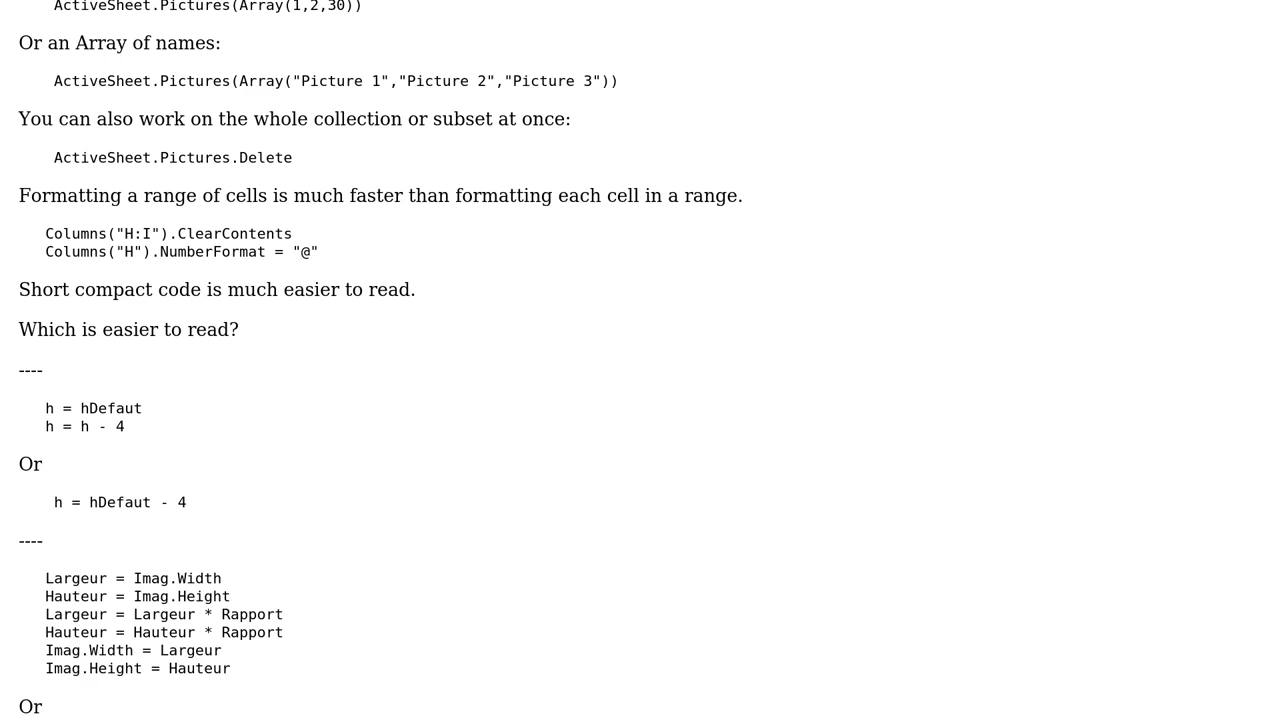 ActiveSheet.Pictures(Array(1,2,30))
Or an Array of names:
ActiveSheet.Pictures(Array("Picture 1","Picture 2","Picture 3"))
You can also work on the whole collection or subset at once:
ActiveSheet.Pictures.Delete
Formatting a range of cells is much faster than formatting each cell in a range.
Columns("H:I").ClearContents
Columns("H").NumberFormat = "@"
Short compact code is much easier to read.
Which is easier to read?
----
h = hDefaut
h = h - 4
Or
h = hDefaut - 4
----
Largeur = Imag.Width
Hauteur = Imag.Height
Largeur = Largeur * Rapport
Hauteur = Hauteur * Rapport
Imag.Width = Largeur
Imag.Height = Hauteur
Or